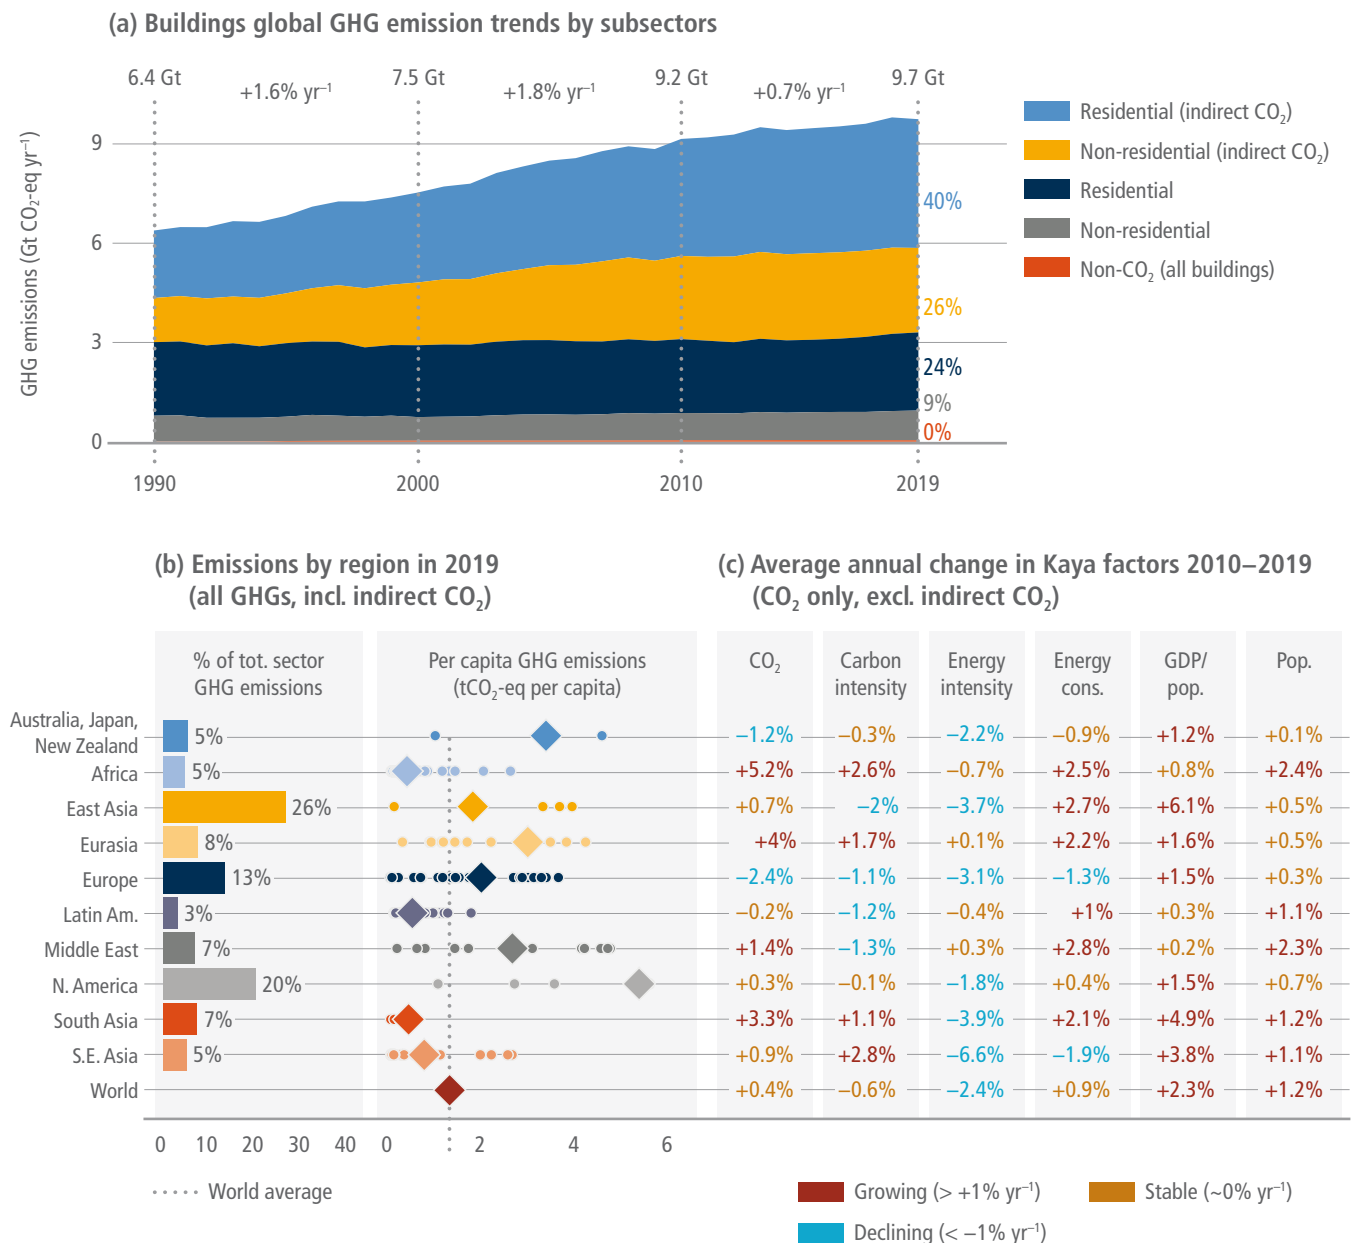 (a) Buildings global GHG emission trends by subsectors
6.4 Gt
+1.6% yr⁻¹
7.5 Gt
+1.8% yr⁻¹
9.2 Gt
+0.7% yr⁻¹
9.7 Gt
GHG emissions (Gt CO₂-eq yr⁻¹)
9
6
3
0
40%
26%
24%
9%
0%
1990
2000
2010
2019
Residential (indirect CO₂)
Non-residential (indirect CO₂)
Residential
Non-residential
Non-CO₂ (all buildings)
(b) Emissions by region in 2019
(all GHGs, incl. indirect CO₂)
(c) Average annual change in Kaya factors 2010–2019
(CO₂ only, excl. indirect CO₂)
% of tot. sector
GHG emissions
Per capita GHG emissions
(tCO₂-eq per capita)
CO₂
Carbon
intensity
Energy
intensity
Energy
cons.
GDP/
pop.
Pop.
Australia, Japan,
New Zealand
5% −1.2% −0.3% −2.2% −0.9% +1.2% +0.1%
Africa 5% +5.2% +2.6% −0.7% +2.5% +0.8% +2.4%
East Asia 26% +0.7% −2% −3.7% +2.7% +6.1% +0.5%
Eurasia 8% +4% +1.7% +0.1% +2.2% +1.6% +0.5%
Europe 13% −2.4% −1.1% −3.1% −1.3% +1.5% +0.3%
Latin Am. 3% −0.2% −1.2% −0.4% +1% +0.3% +1.1%
Middle East 7% +1.4% −1.3% +0.3% +2.8% +0.2% +2.3%
N. America 20% +0.3% −0.1% −1.8% +0.4% +1.5% +0.7%
South Asia 7% +3.3% +1.1% −3.9% +2.1% +4.9% +1.2%
S.E. Asia 5% +0.9% +2.8% −6.6% −1.9% +3.8% +1.1%
World +0.4% −0.6% −2.4% +0.9% +2.3% +1.2%
0 10 20 30 40
0 2 4 6
World average
Growing (> +1% yr⁻¹)
Stable (~0% yr⁻¹)
Declining (< −1% yr⁻¹)